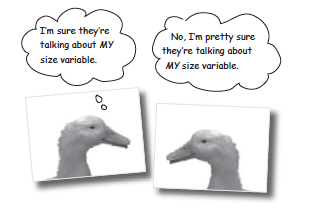 I'm sure they're
talking about MY
size variable.
No, I'm pretty sure
they're talking about
MY size variable.